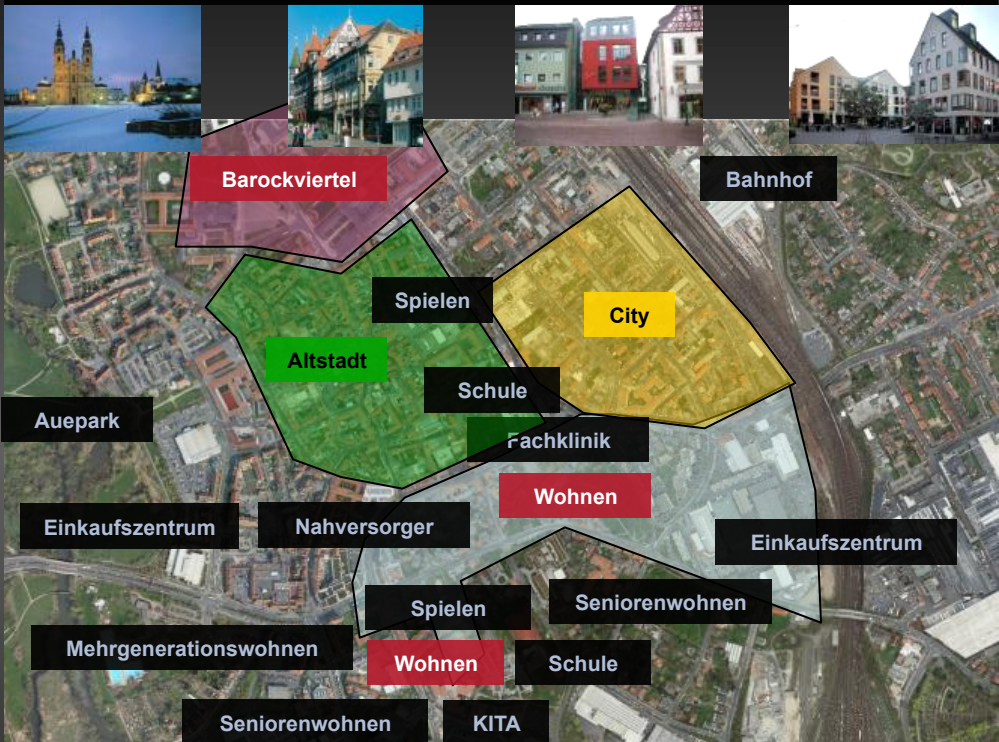 Barockviertel
Bahnhof
Spielen
City
Altstadt
Schule
Auepark
Fachklinik
Wohnen
Einkaufszentrum
Nahversorger
Einkaufszentrum
Spielen
Seniorenwohnen
Mehrgenerationswohnen
Wohnen
Schule
Seniorenwohnen
KITA